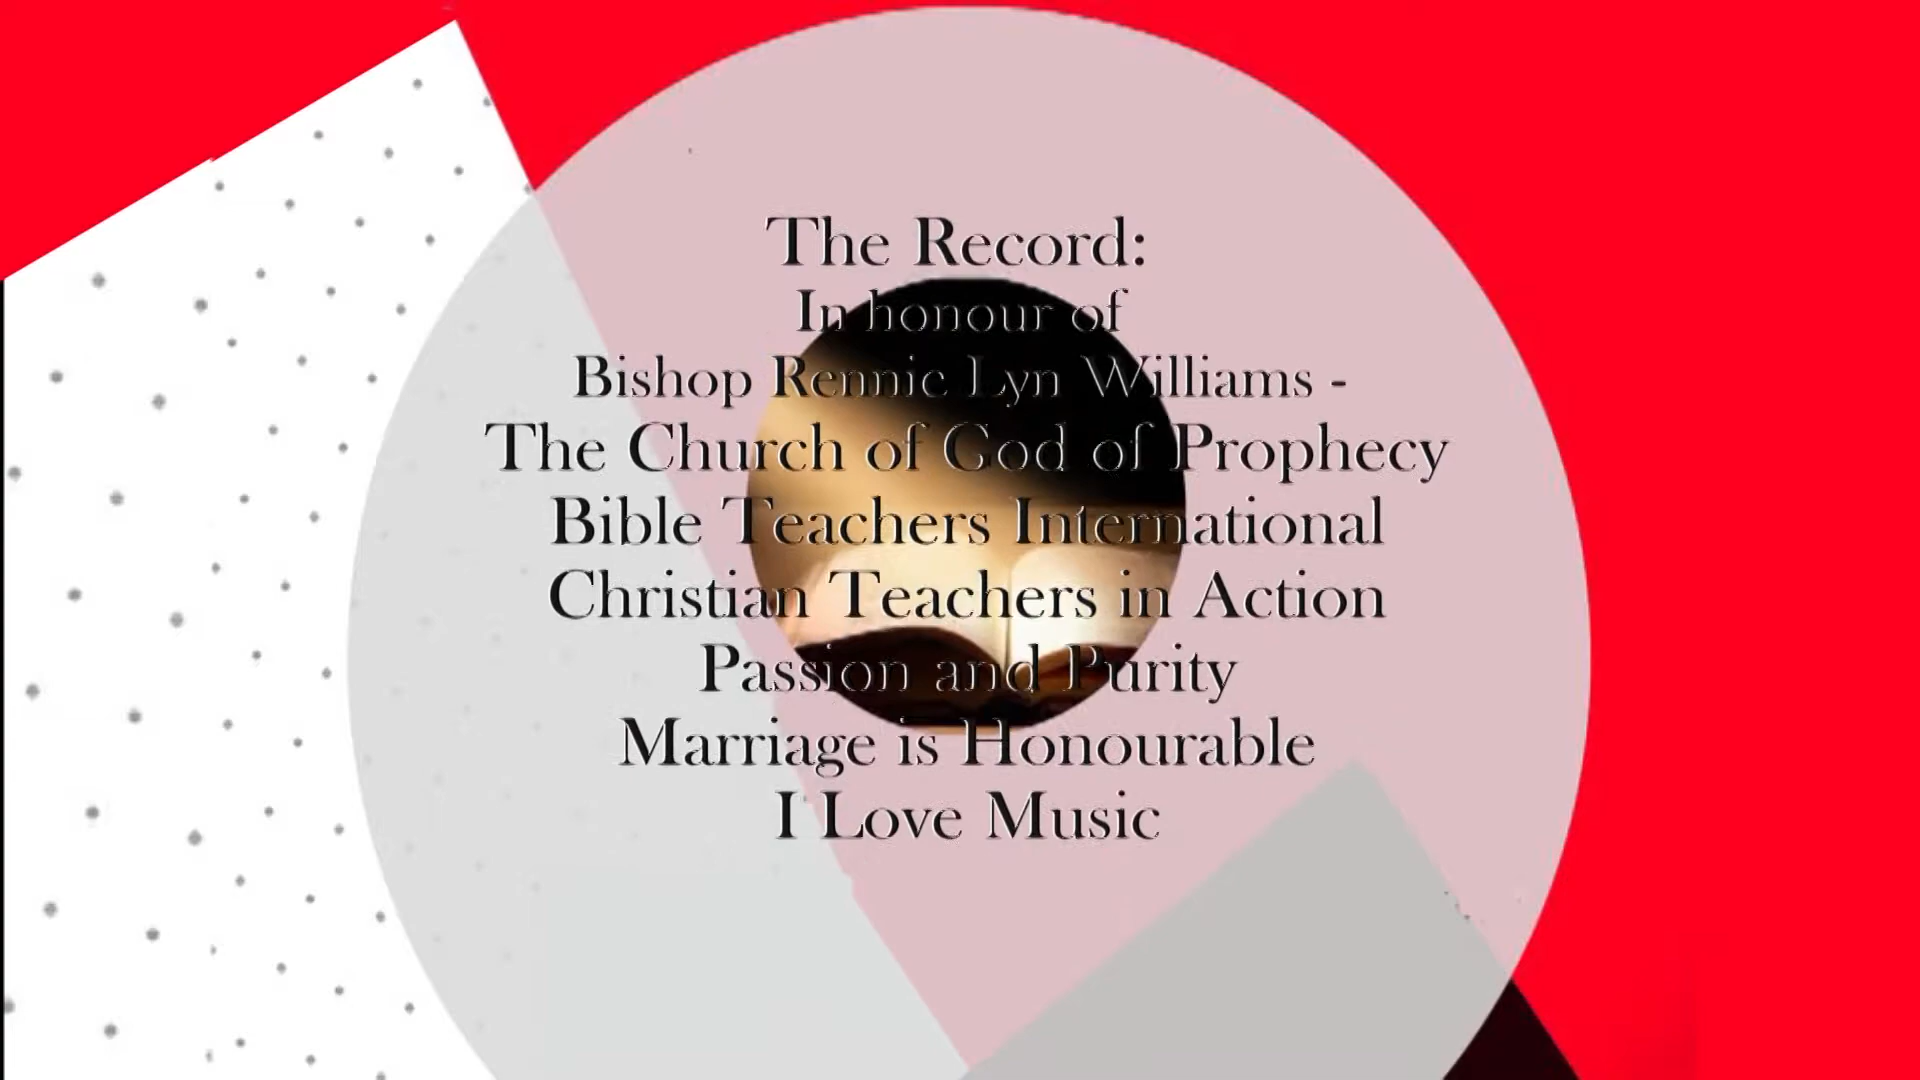 The Record:
In honour of
Bishop Rennie Lyn Williams -
The Church of God of Prophecy
Bible Teachers International
Christian Teachers in Action
Passion and Purity
Marriage is Honourable
I Love Music